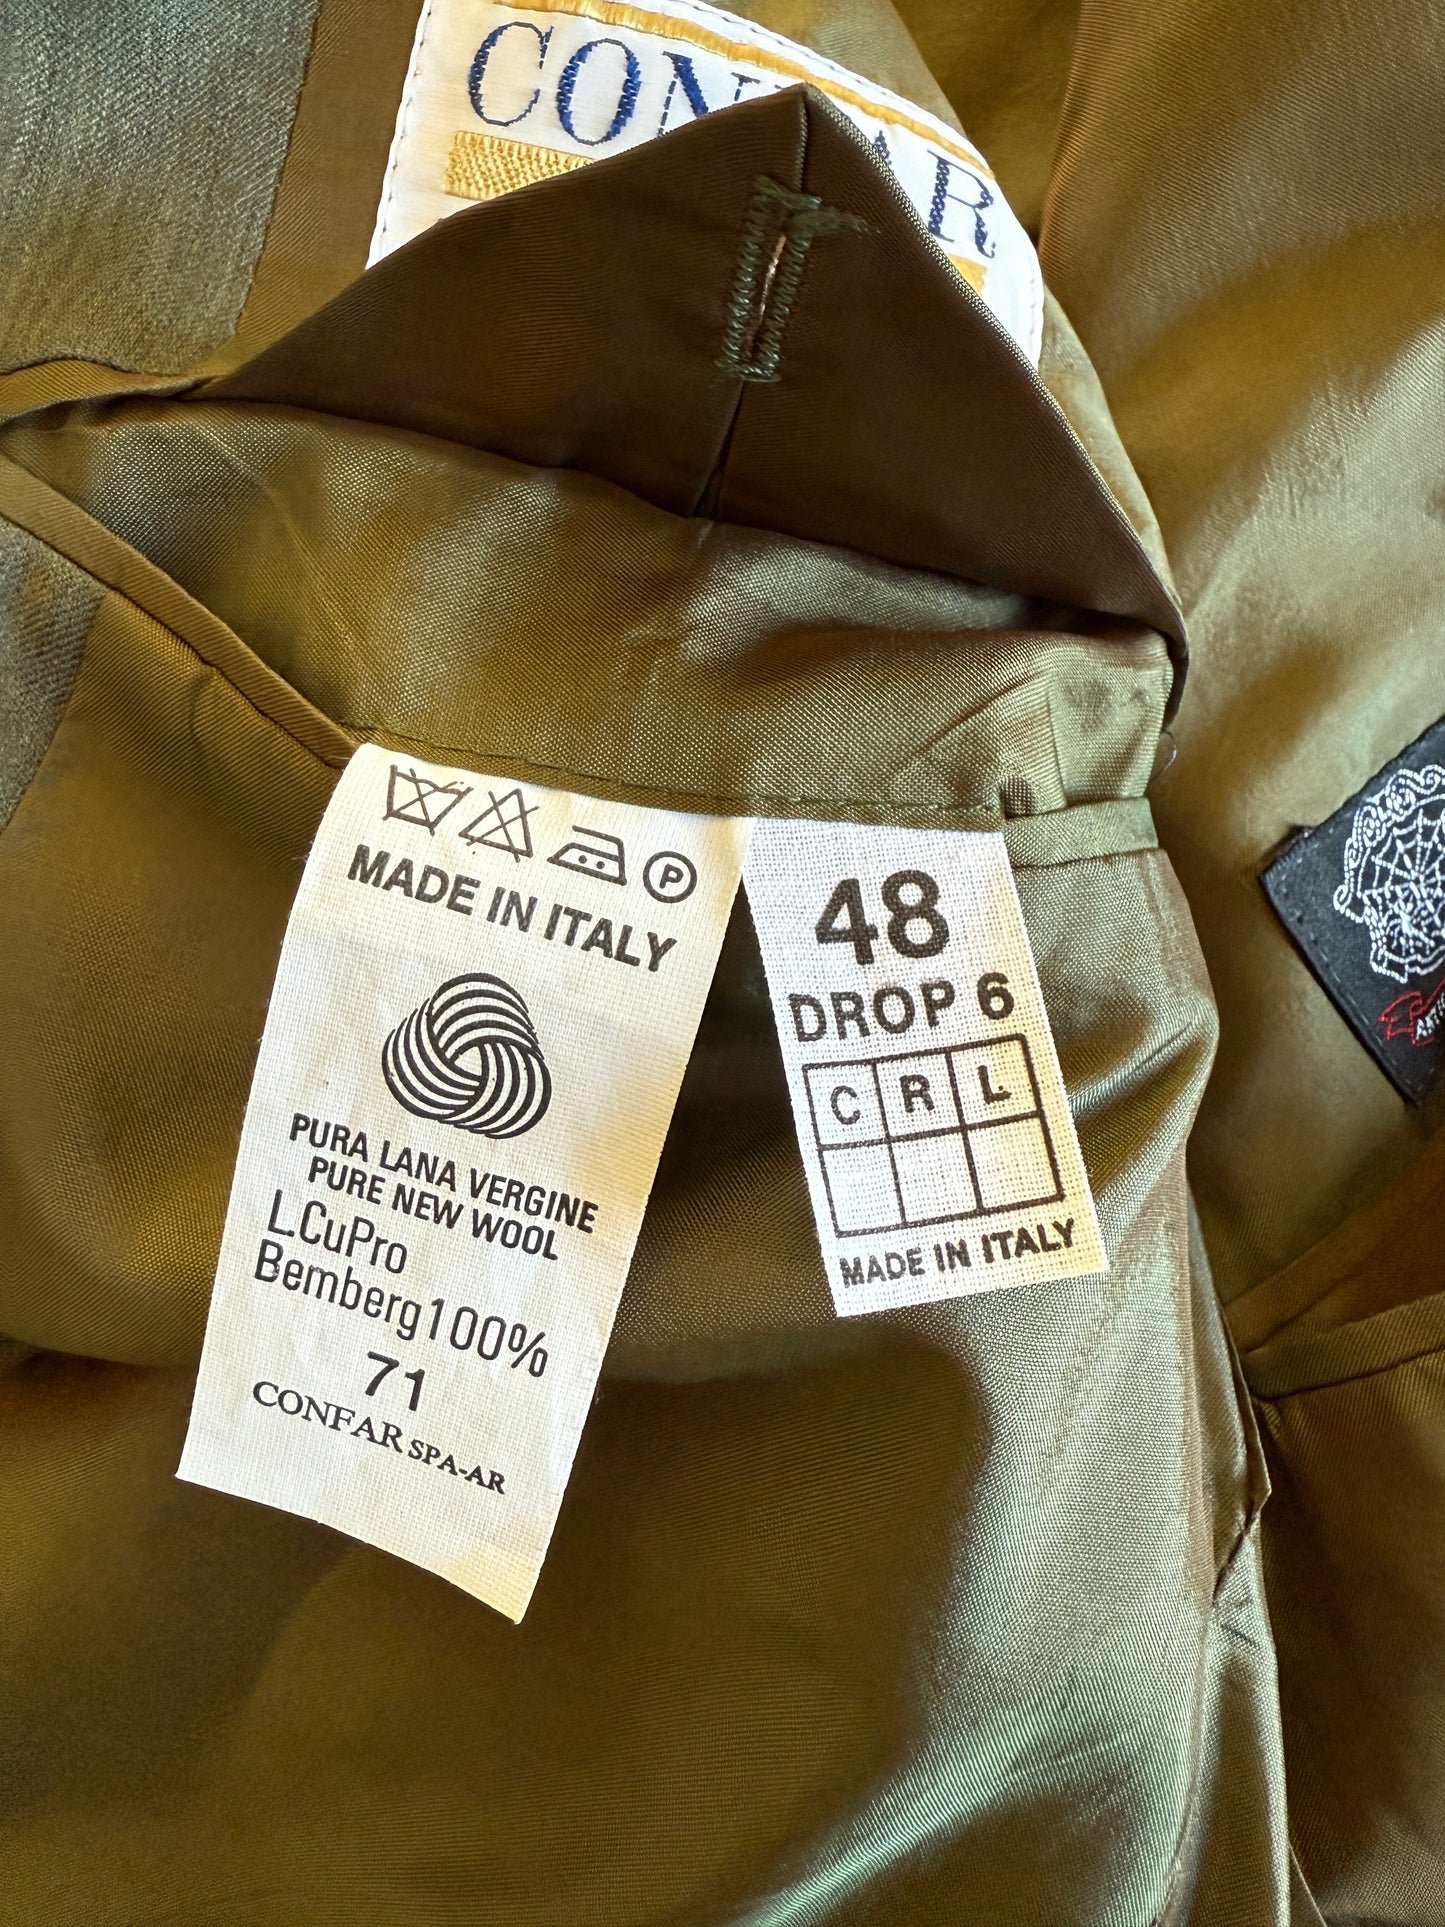 MADE IN ITALY
PURA LANA VERGINE
PURE NEW WOOL
L.CuPro
Bemberg100%
71
CONFAR SPA-AR
48
DROP 6
C R L
MADE IN ITALY
P